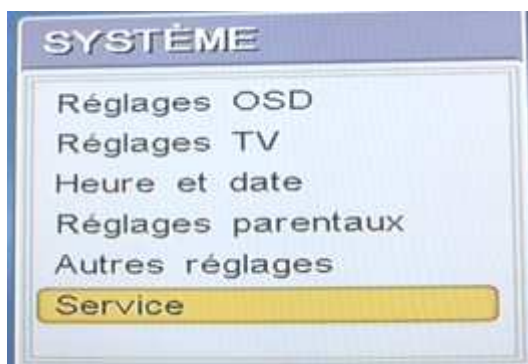 SYSTÈME
Réglages OSD
Réglages TV
Heure et date
Réglages parentaux
Autres réglages
Service